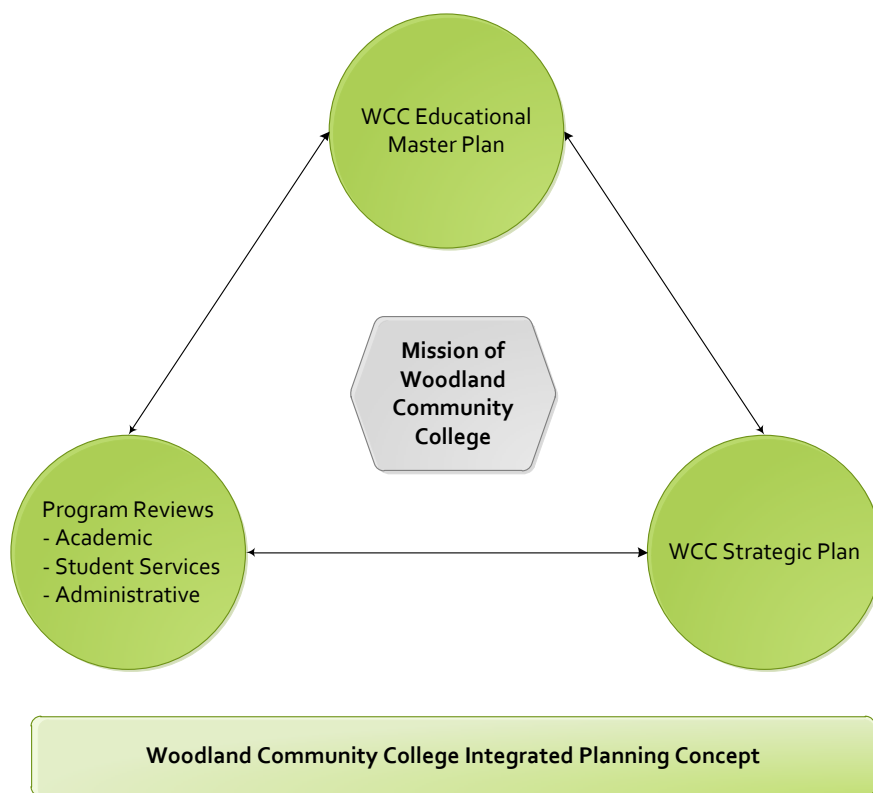 WCC Educational
Master Plan
Mission of
Woodland
Community
College
Program Reviews
- Academic
- Student Services
- Administrative
WCC Strategic Plan
Woodland Community College Integrated Planning Concept